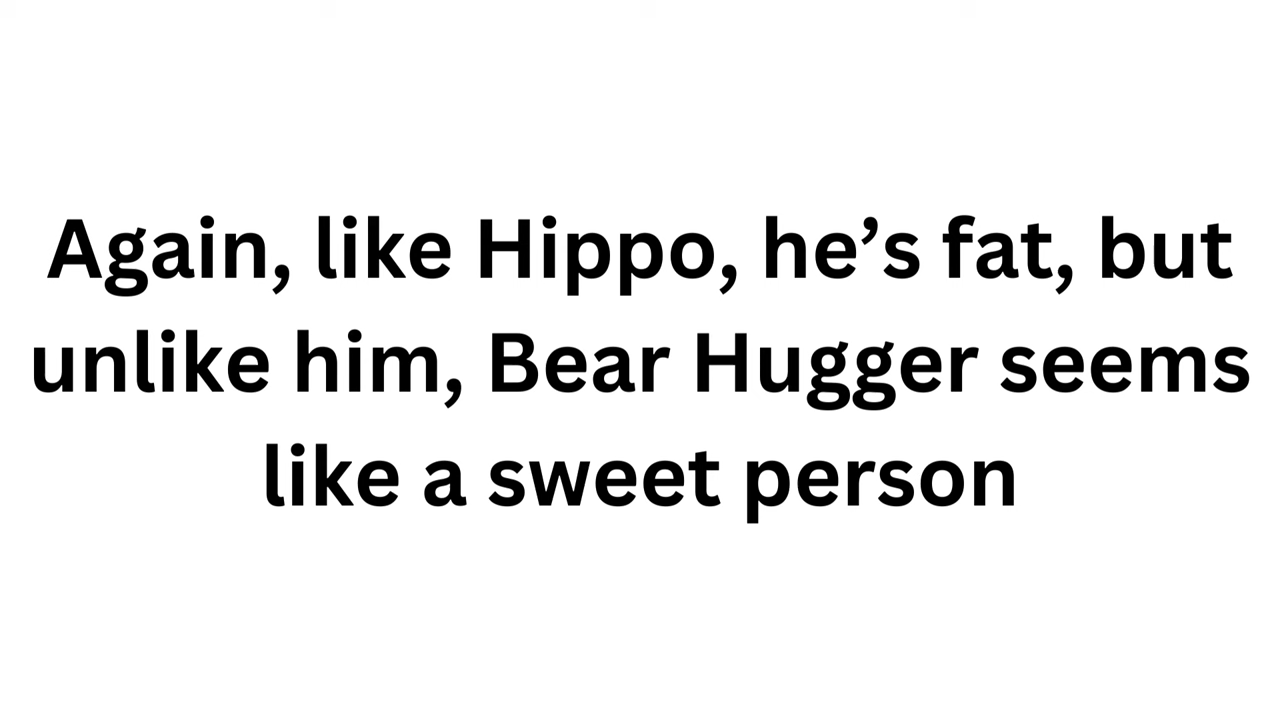 Again, like Hippo, he’s fat, but
unlike him, Bear Hugger seems
like a sweet person